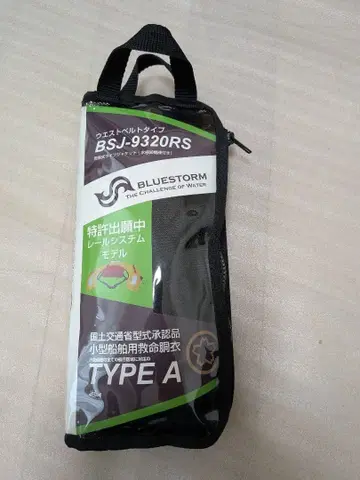 ウエストベルトタイプ
BSJ-9320RS
BLUESTORM
THE CHALLENGE OF WATER
特許出願中
レールシステム
モデル
国土交通省型式承認品
小型船舶用救命胴衣
TYPE A